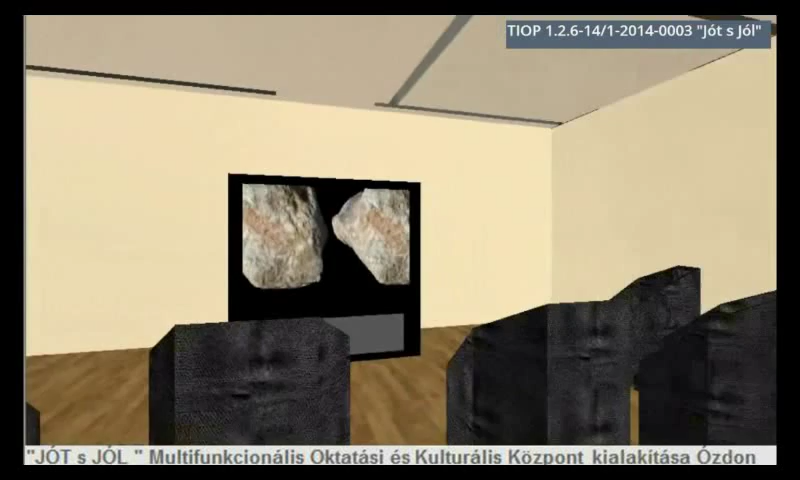 TIOP 1.2.6-14/1-2014-0003 "Jót s Jól"
"JÓT s JÓL " Multifunkcionális Oktatási és Kulturális Központ kialakítása Ózdon